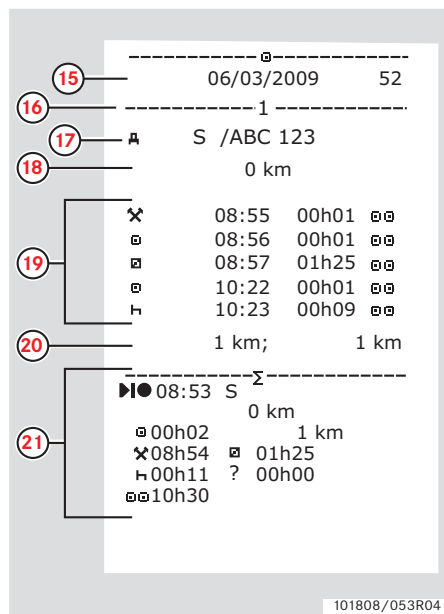 15 06/03/2009 52
16 1
17 S /ABC 123
18 0 km
08:55 00h01
08:56 00h01
19 08:57 01h25
10:22 00h01
10:23 00h09
20 1 km; 1 km
Σ
08:53 S
0 km
00h02 1 km
21 08h54 01h25
00h11 ? 00h00
10h30
101808/053R04